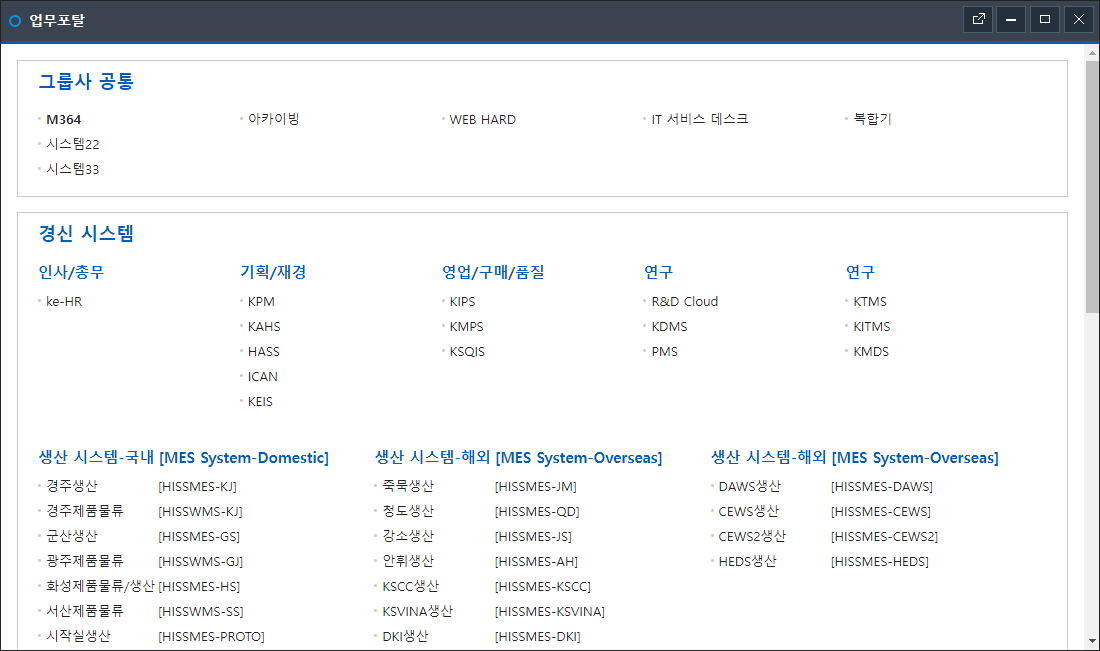 업무포탈
그룹사 공통
M364 아카이빙 WEB HARD IT 서비스 데스크 복합기
시스템22
시스템33
경신 시스템
인사/총무 기획/재경 영업/구매/품질 연구 연구
ke-HR KPM KIPS R&D Cloud KTMS
KAHS KMPS KDMS KITMS
HASS KSQIS PMS KMDS
ICAN
KEIS
생산 시스템-국내 [MES System-Domestic] 생산 시스템-해외 [MES System-Overseas] 생산 시스템-해외 [MES System-Overseas]
경주생산 [HISSMES-KJ] 죽묵생산 [HISSMES-JM] DAWS생산 [HISSMES-DAWS]
경주제품물류 [HISSWMS-KJ] 청도생산 [HISSMES-QD] CEWS생산 [HISSMES-CEWS]
군산생산 [HISSMES-GS] 강소생산 [HISSMES-JS] CEWS2생산 [HISSMES-CEWS2]
광주제품물류 [HISSWMS-GJ] 안휘생산 [HISSMES-AH] HEDS생산 [HISSMES-HEDS]
화성제품물류/생산 [HISSMES-HS] KSCC생산 [HISSMES-KSCC]
서산제품물류 [HISSWMS-SS] KSVINA생산 [HISSMES-KSVINA]
시작실생산 [HISSMES-PROTO] DKI생산 [HISSMES-DKI]